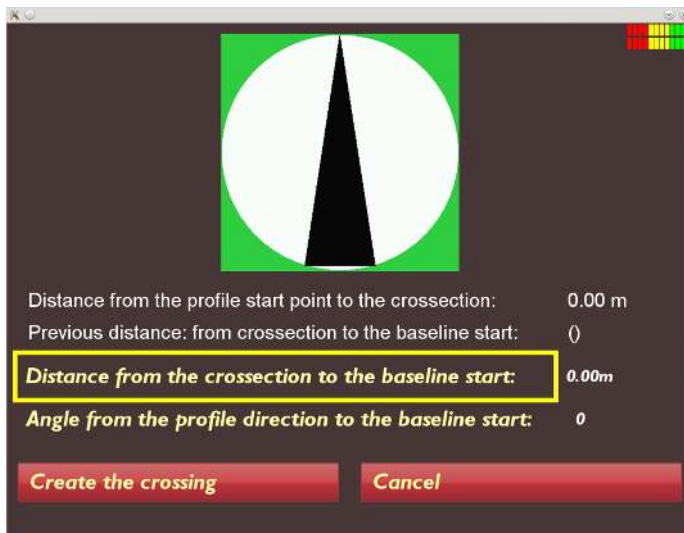 Distance from the profile start point to the crossection: 0.00 m
Previous distance: from crossection to the baseline start: ()
Distance from the crossection to the baseline start: 0.00m
Angle from the profile direction to the baseline start: 0
Create the crossing Cancel